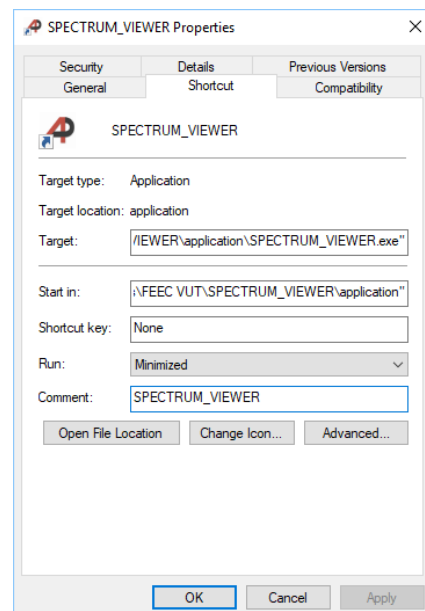 SPECTRUM_VIEWER Properties
Security Details Previous Versions
General Shortcut Compatibility
SPECTRUM_VIEWER
Target type: Application
Target location: application
Target: /IEWER\application\SPECTRUM_VIEWER.exe"
Start in: :\FEEC VUT\SPECTRUM_VIEWER\application"
Shortcut key: None
Run: Minimized
Comment: SPECTRUM_VIEWER
Open File Location Change Icon... Advanced...
OK Cancel Apply